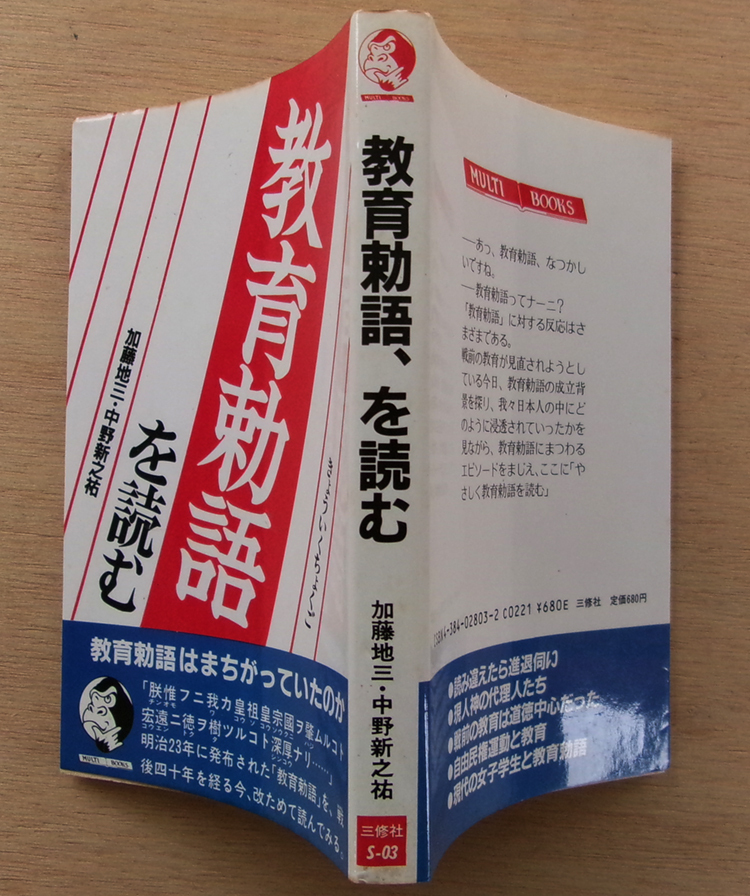 教育勅語
を読む
加藤地三・中野新之祐
教育勅語はまちがっていたのか
「朕惟フニ我カ皇祖皇宗國ヲ肇ムルコト
宏遠ニ徳ヲ樹ツルコト深厚ナリ……」
明治23年に発布された「教育勅語」を、戦
後四十年を経る今、改ためて読んでみる。
MULTI BOOKS
MULTI BOOKS
教育勅語、を読む
加藤地三・中野新之祐
三修社
S-03
MULTI BOOKS
――あっ、教育勅語、なつかし
いですね。
――教育勅語ってナーニ?
「教育勅語」に対する反応はさ
まざまである。
戦前の教育が見直されようとし
ている今日、教育勅語の成立背
景を探り、我々日本人の中にど
のように浸透されていったかを
見ながら、教育勅語にまつわる
エピソードをまじえ、ここに「や
さしく教育勅語を読む」
ISBN4-384-02803-2 C0221 ¥680E 三修社 定価680円
●読み違えたら進退伺い
●現人神の代理人たち
●戦前の教育は道徳中心だった
●自由民権運動と教育
●現代の女子学生と教育勅語